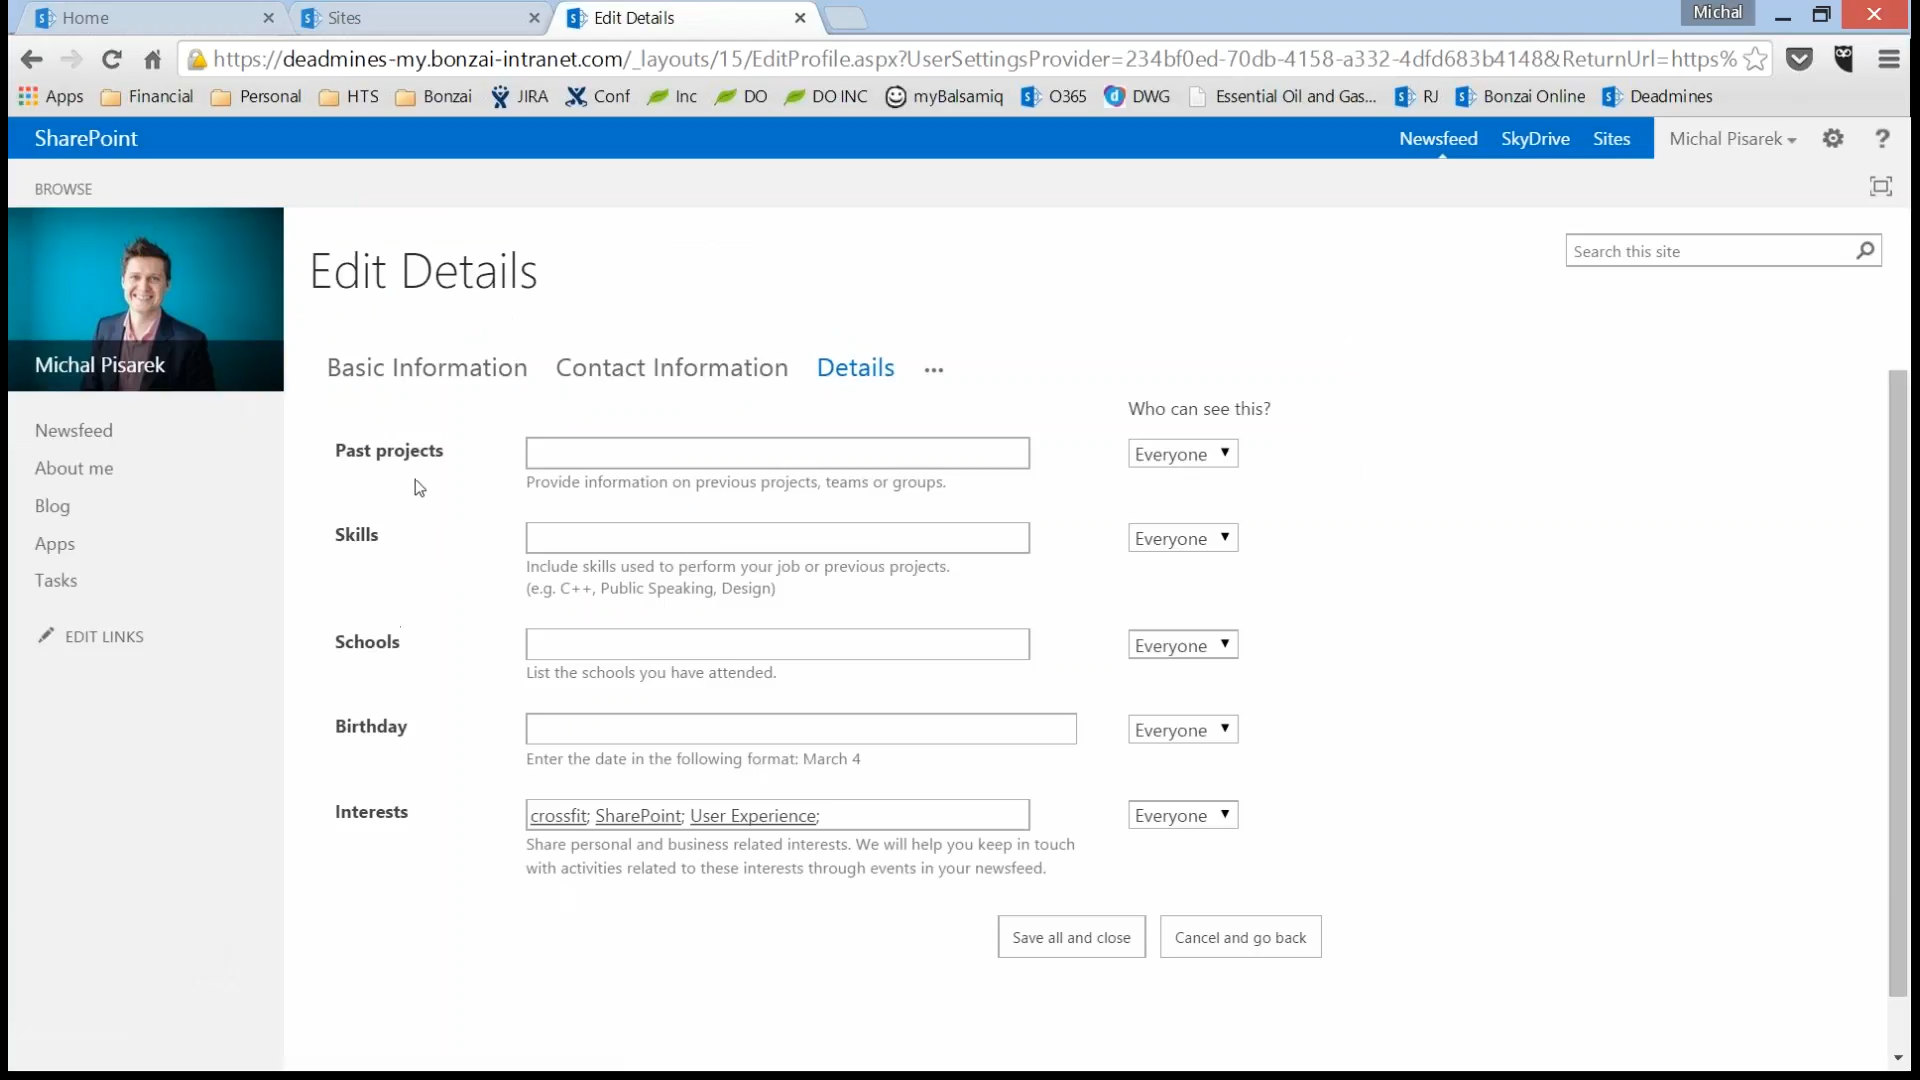 Home
Sites
Edit Details
Michal
https://deadmines-my.bonzai-intranet.com/_layouts/15/EditProfile.aspx?UserSettingsProvider=234bf0ed-70db-4158-a332-4dfd683b4148&ReturnUrl=https%
Apps Financial Personal HTS Bonzai JIRA Conf Inc DO DO INC myBalsamiq O365 DWG Essential Oil and Gas... RJ Bonzai Online Deadmines
SharePoint
Newsfeed SkyDrive Sites
Michal Pisarek
?
BROWSE
Michal Pisarek
Newsfeed
About me
Blog
Apps
Tasks
EDIT LINKS
Edit Details
Search this site
Basic Information Contact Information Details ...
Who can see this?
Past projects
Everyone
Provide information on previous projects, teams or groups.
Skills
Everyone
Include skills used to perform your job or previous projects.
(e.g. C++, Public Speaking, Design)
Schools
Everyone
List the schools you have attended.
Birthday
Everyone
Enter the date in the following format: March 4
Interests
crossfit; SharePoint; User Experience;
Everyone
Share personal and business related interests. We will help you keep in touch
with activities related to these interests through events in your newsfeed.
Save all and close
Cancel and go back